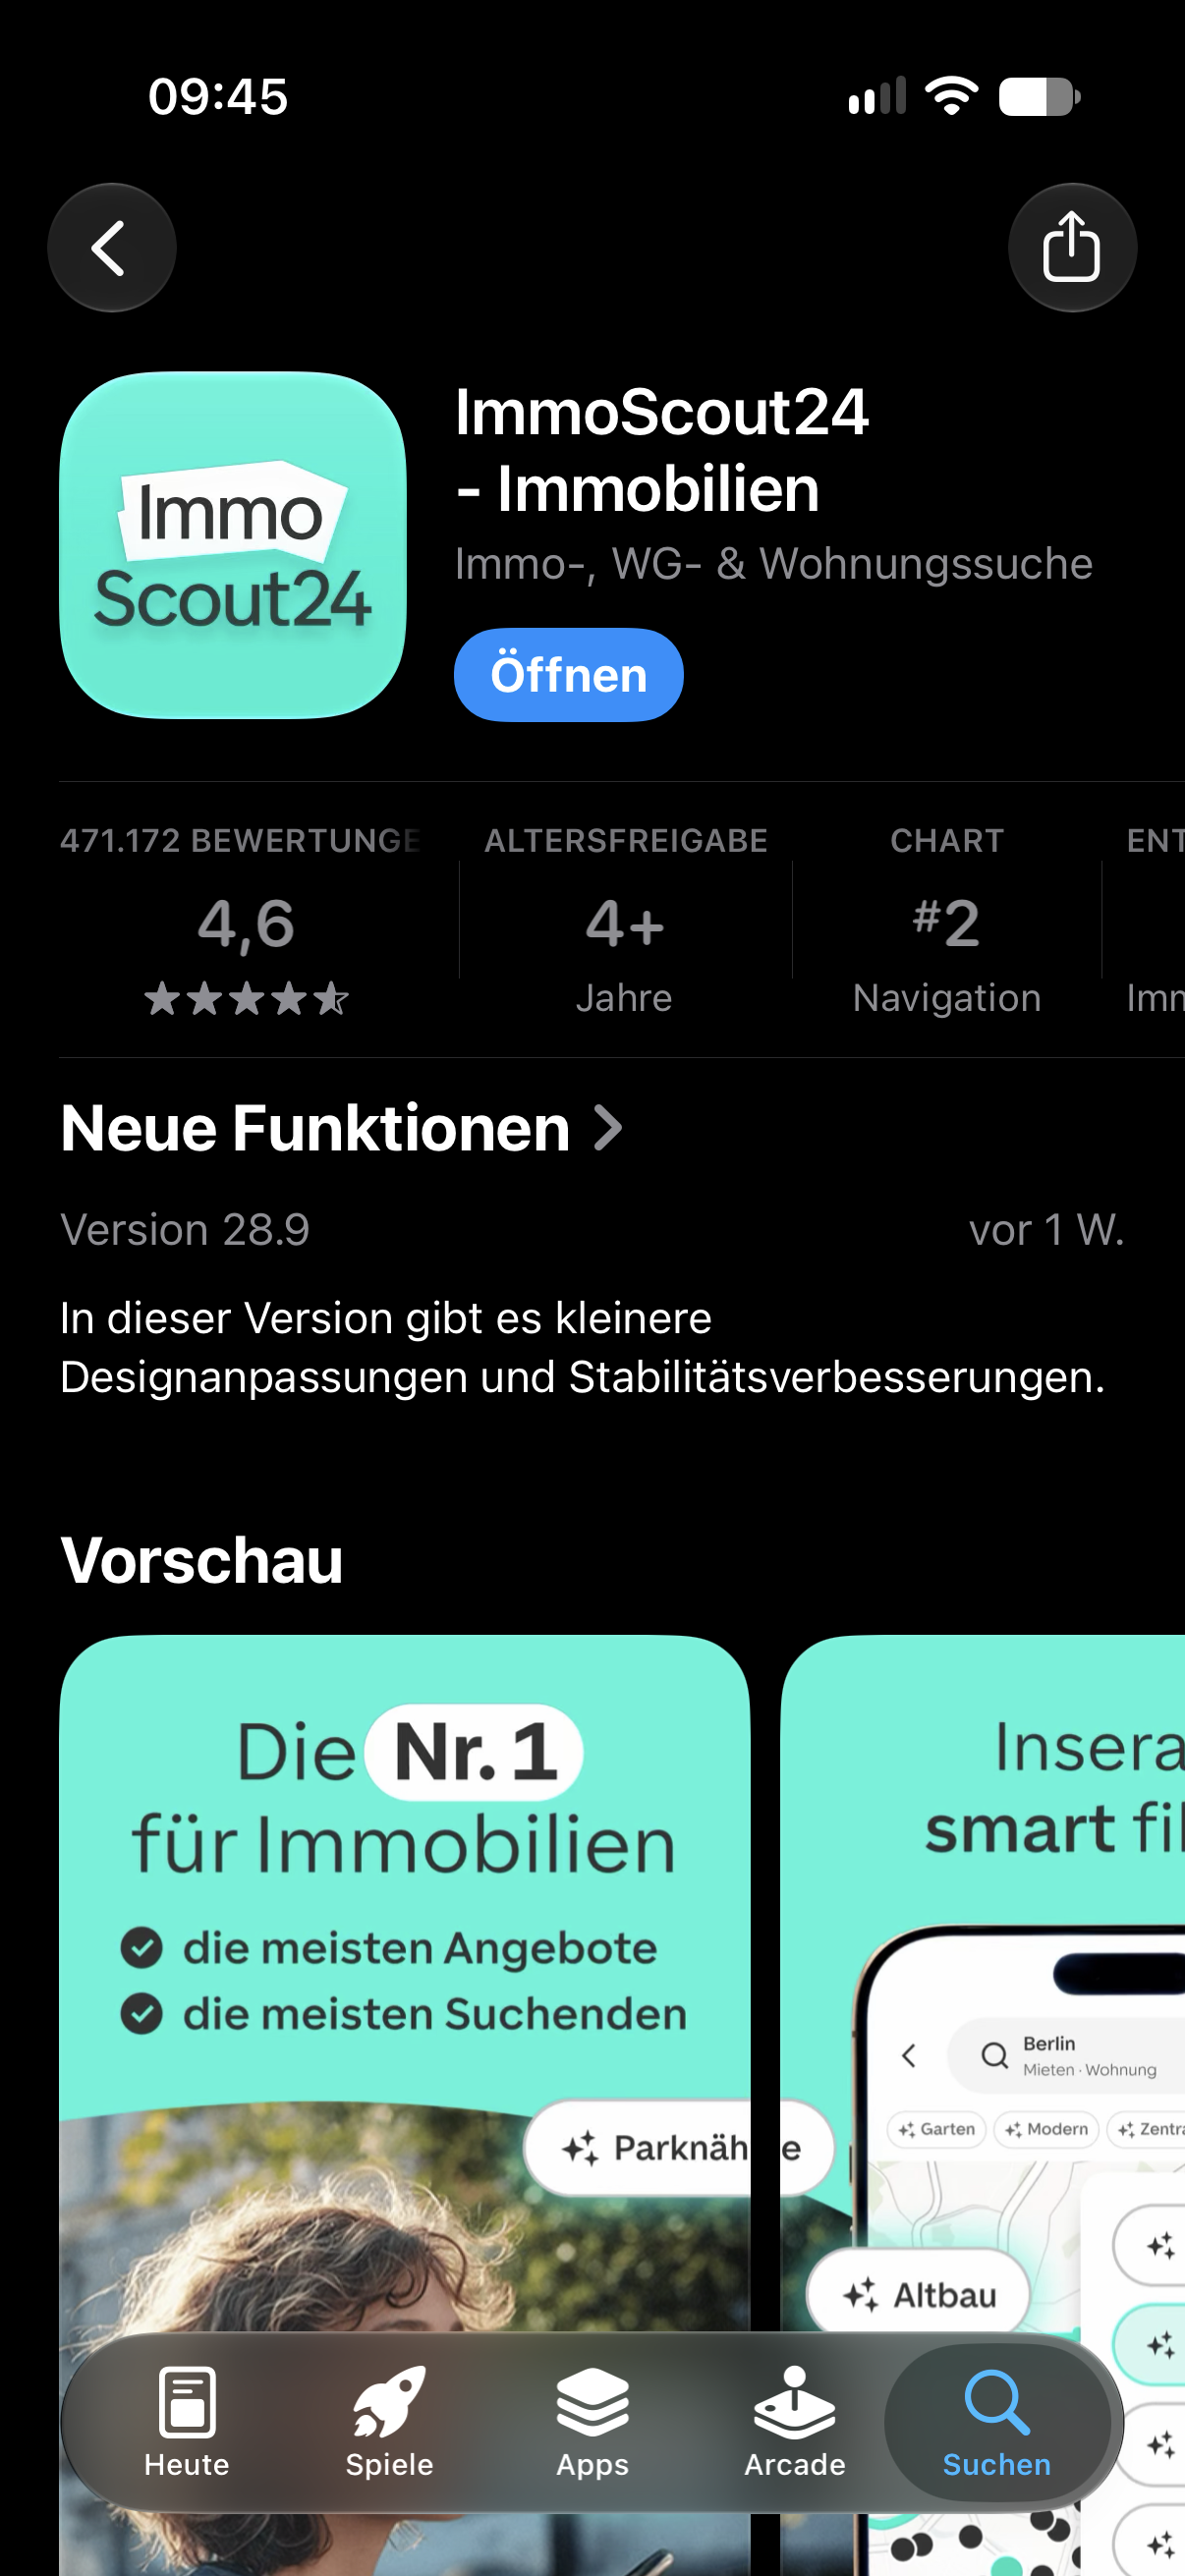 09:45
Immo
Scout24
ImmoScout24
- Immobilien
Immo-, WG- & Wohnungssuche
Öffnen
471.172 BEWERTUNGE
4,6
ALTERSFREIGABE
4+
Jahre
CHART
#2
Navigation
ENT
Imm
Neue Funktionen
Version 28.9
vor 1 W.
In dieser Version gibt es kleinere
Designanpassungen und Stabilitätsverbesserungen.
Vorschau
Die Nr. 1
für Immobilien
die meisten Angebote
die meisten Suchenden
Parknähe
Insera
smart fil
Berlin
Mieten · Wohnung
Garten
Modern
Zentra
Altbau
Heute
Spiele
Apps
Arcade
Suchen